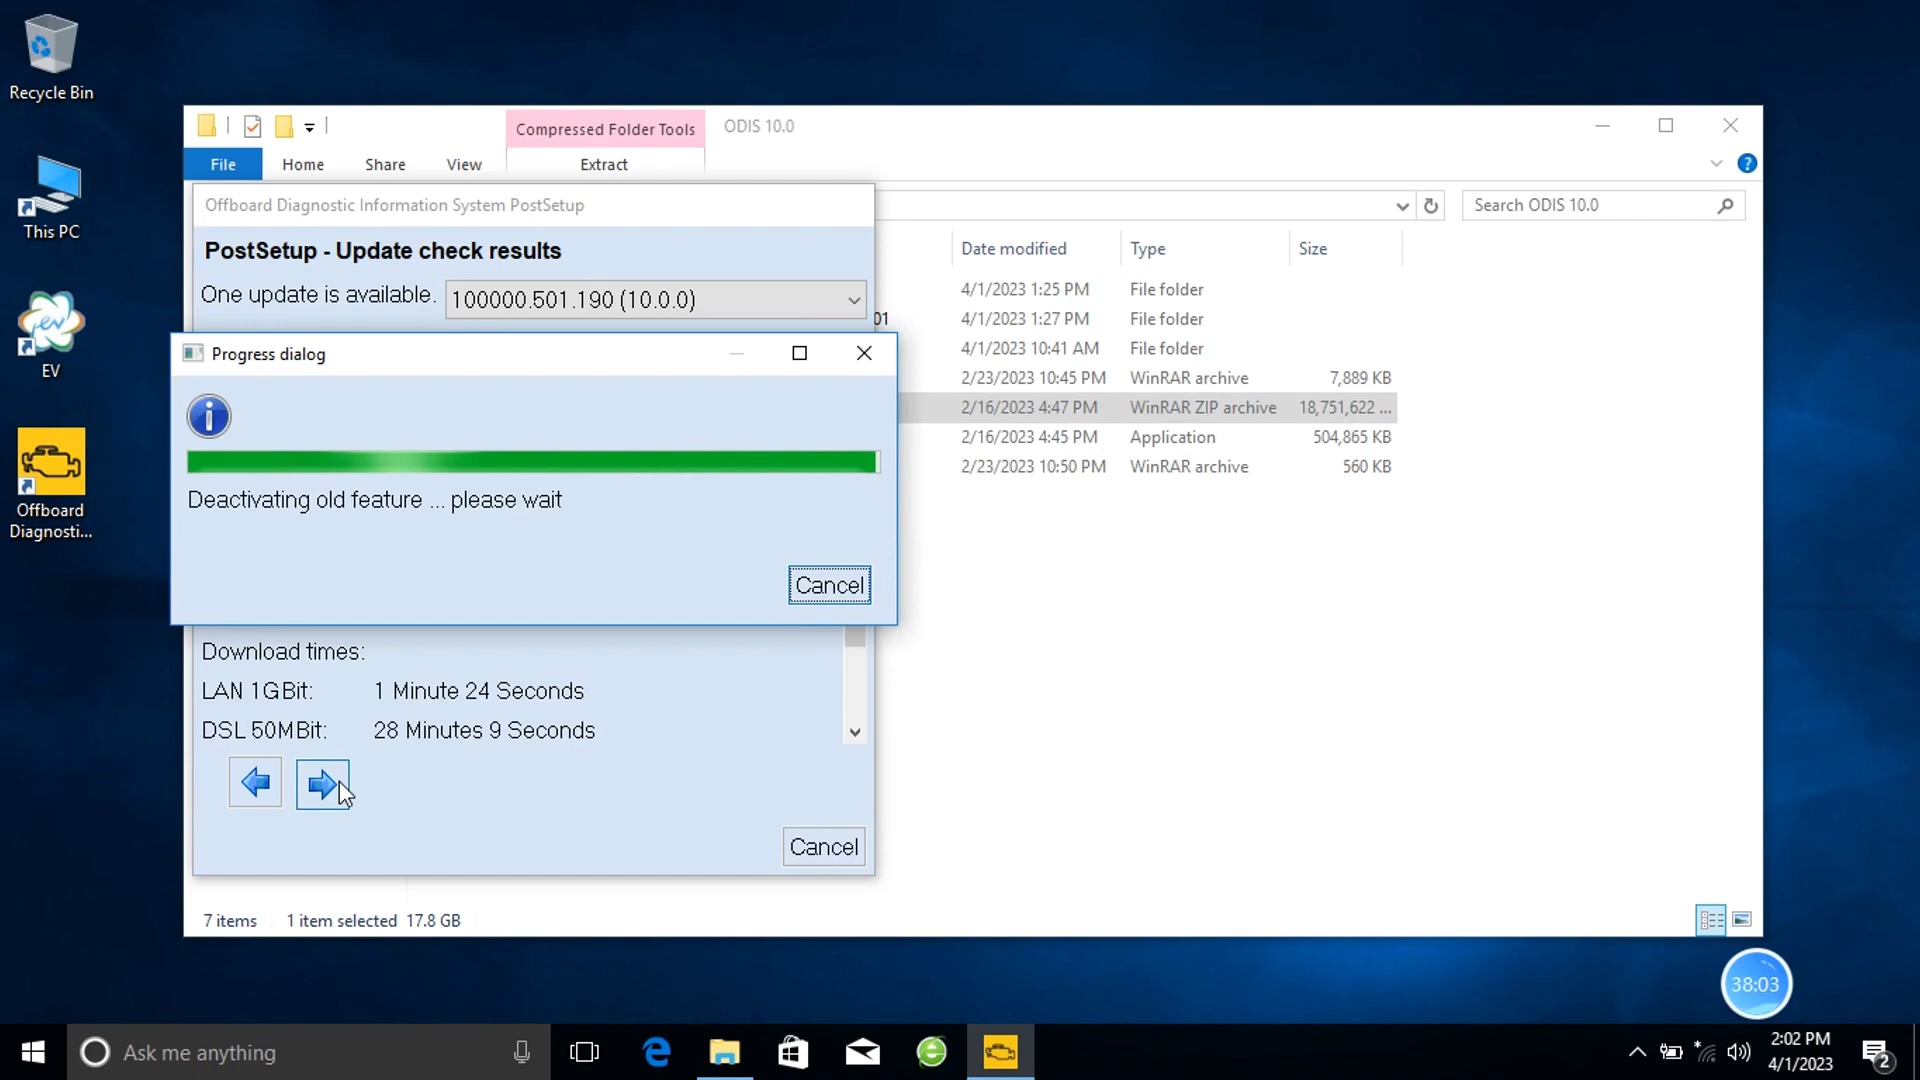 Recycle Bin
This PC
EV
Offboard
Diagnosti...
Compressed Folder Tools
ODIS 10.0
File
Home
Share
View
Extract
Offboard Diagnostic Information System PostSetup
Search ODIS 10.0
PostSetup - Update check results
One update is available.
100000.501.190 (10.0.0)
Date modified
Type
Size
4/1/2023 1:25 PM File folder
01 4/1/2023 1:27 PM File folder
4/1/2023 10:41 AM File folder
2/23/2023 10:45 PM WinRAR archive 7,889 KB
2/16/2023 4:47 PM WinRAR ZIP archive 18,751,622 ...
2/16/2023 4:45 PM Application 504,865 KB
2/23/2023 10:50 PM WinRAR archive 560 KB
Progress dialog
Deactivating old feature ... please wait
Cancel
Download times:
LAN 1GBit: 1 Minute 24 Seconds
DSL 50MBit: 28 Minutes 9 Seconds
Cancel
7 items 1 item selected 17.8 GB
38:03
Ask me anything
2:02 PM
4/1/2023
2